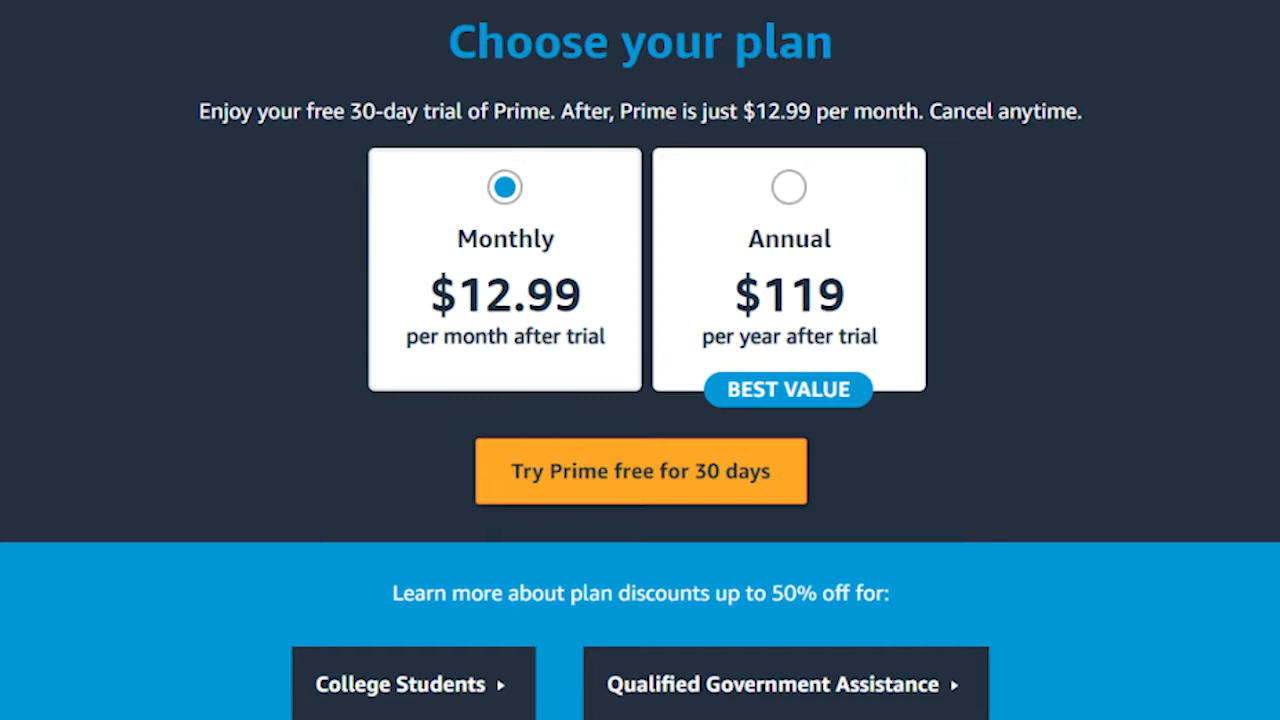 Choose your plan
Enjoy your free 30-day trial of Prime. After, Prime is just $12.99 per month. Cancel anytime.
Monthly
$12.99
per month after trial
Annual
$119
per year after trial
BEST VALUE
Try Prime free for 30 days
Learn more about plan discounts up to 50% off for:
College Students
Qualified Government Assistance